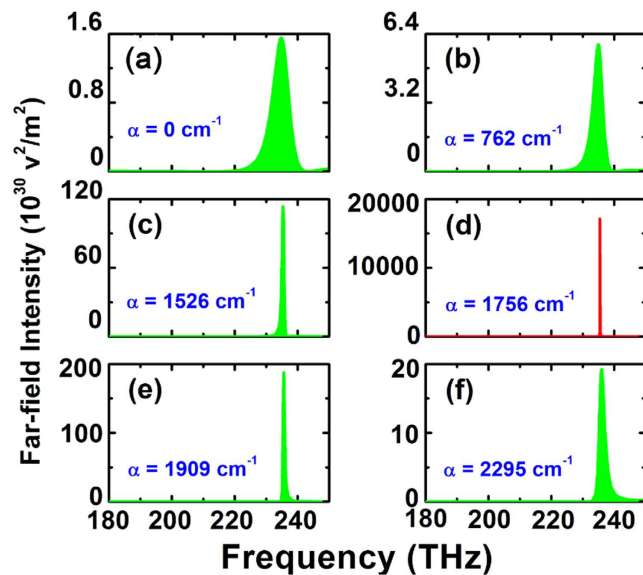 Far-field Intensity (10³⁰ v²/m²)
1.6
0.8
0
(a)
α = 0 cm⁻¹
6.4
3.2
0
(b)
α = 762 cm⁻¹
120
60
0
(c)
α = 1526 cm⁻¹
20000
10000
0
(d)
α = 1756 cm⁻¹
200
100
0
(e)
α = 1909 cm⁻¹
20
10
0
(f)
α = 2295 cm⁻¹
180 200 220 240 180 200 220 240
Frequency (THz)